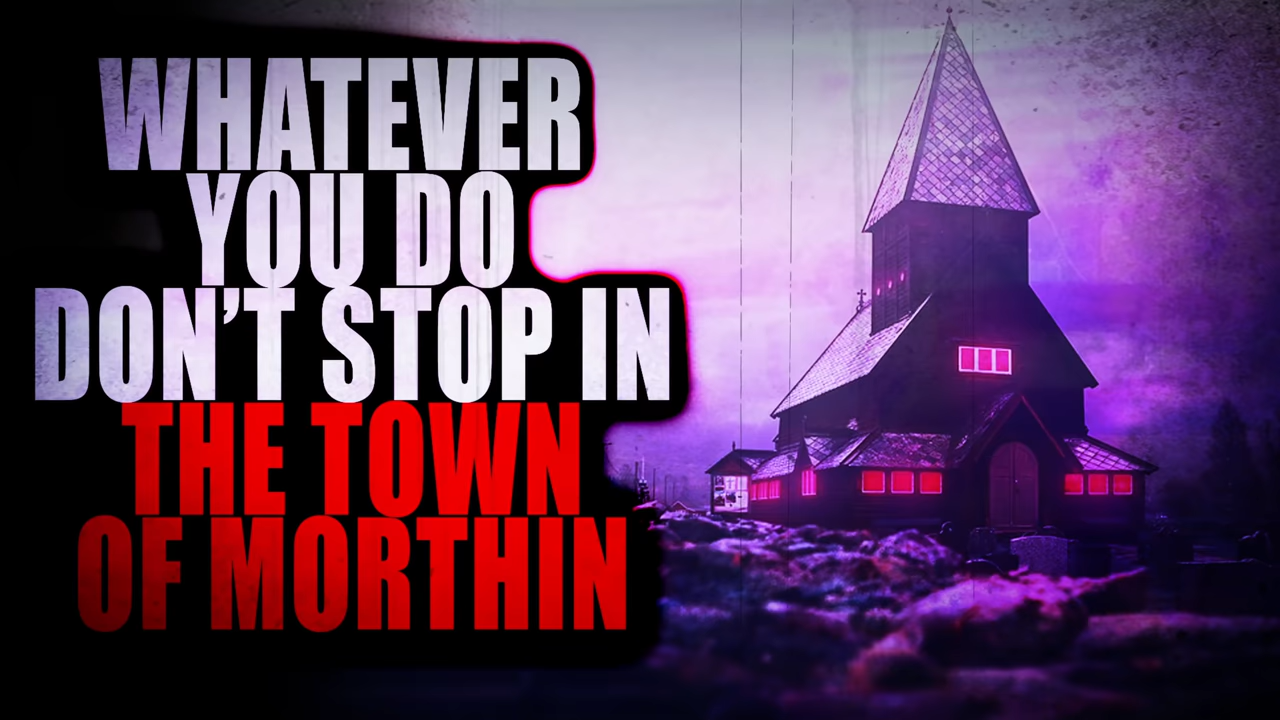 WHATEVER
YOU DO
DON'T STOP IN
THE TOWN
OF MORTHIN